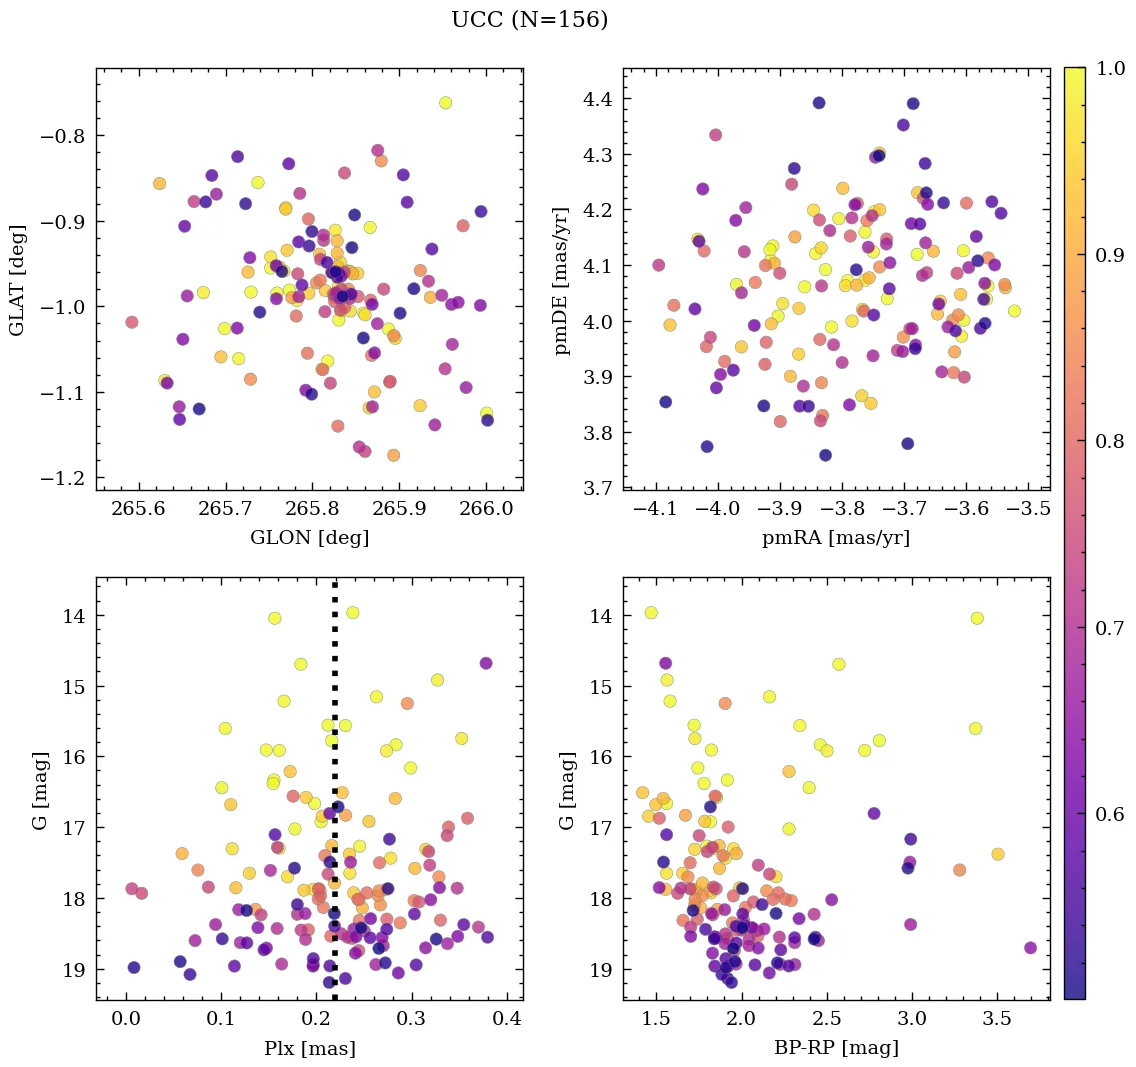 UCC (N=156)
−0.8
−0.9
−1.0
−1.1
−1.2
GLAT [deg]
265.6 265.7 265.8 265.9 266.0
GLON [deg]
4.4
4.3
4.2
4.1
4.0
3.9
3.8
3.7
pmDE [mas/yr]
−4.1 −4.0 −3.9 −3.8 −3.7 −3.6 −3.5
pmRA [mas/yr]
14
15
16
17
18
19
G [mag]
0.0 0.1 0.2 0.3 0.4
Plx [mas]
14
15
16
17
18
19
G [mag]
1.5 2.0 2.5 3.0 3.5
BP-RP [mag]
1.0
0.9
0.8
0.7
0.6